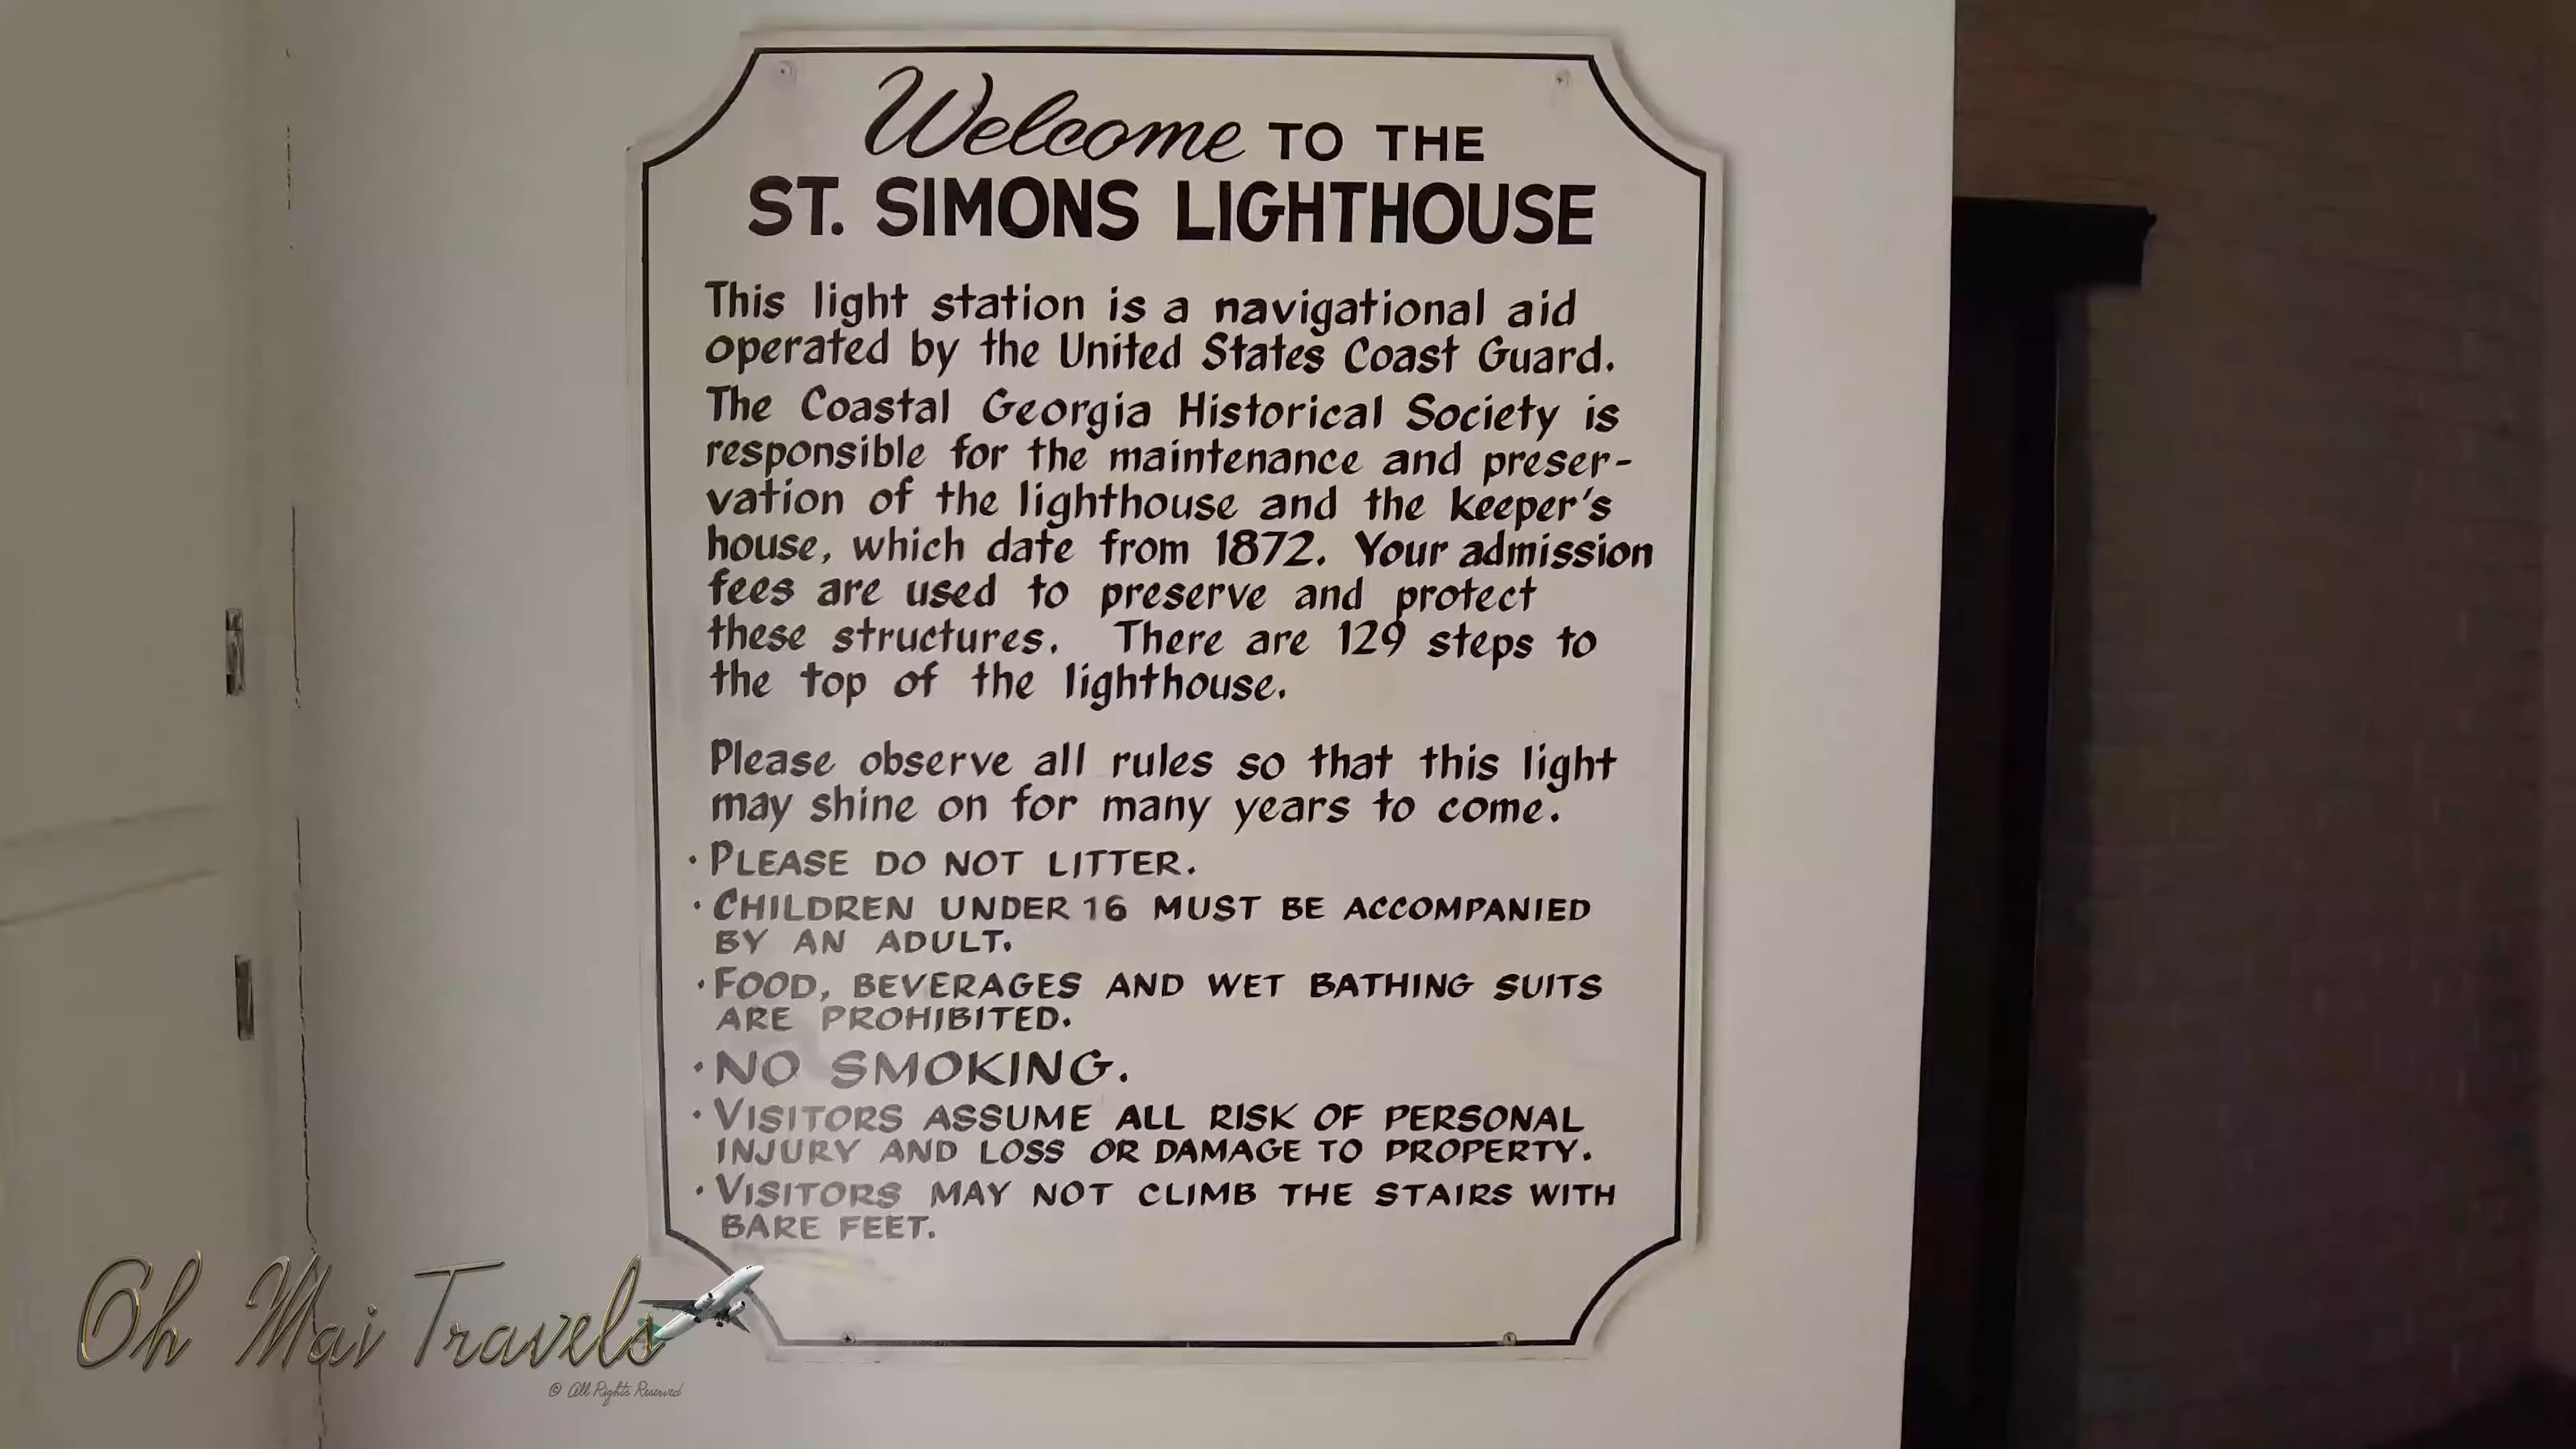 Welcome TO THE
ST. SIMONS LIGHTHOUSE
This light station is a navigational aid
operated by the United States Coast Guard.
The Coastal Georgia Historical Society is
responsible for the maintenance and preser-
vation of the lighthouse and the keeper's
house, which date from 1872. Your admission
fees are used to preserve and protect
these structures. There are 129 steps to
the top of the lighthouse.
Please observe all rules so that this light
may shine on for many years to come.
• PLEASE DO NOT LITTER.
• CHILDREN UNDER 16 MUST BE ACCOMPANIED
BY AN ADULT.
• FOOD, BEVERAGES AND WET BATHING SUITS
ARE PROHIBITED.
• NO SMOKING.
• VISITORS ASSUME ALL RISK OF PERSONAL
INJURY AND LOSS OR DAMAGE TO PROPERTY.
• VISITORS MAY NOT CLIMB THE STAIRS WITH
BARE FEET.
Oh Mai Travels
© All Rights Reserved